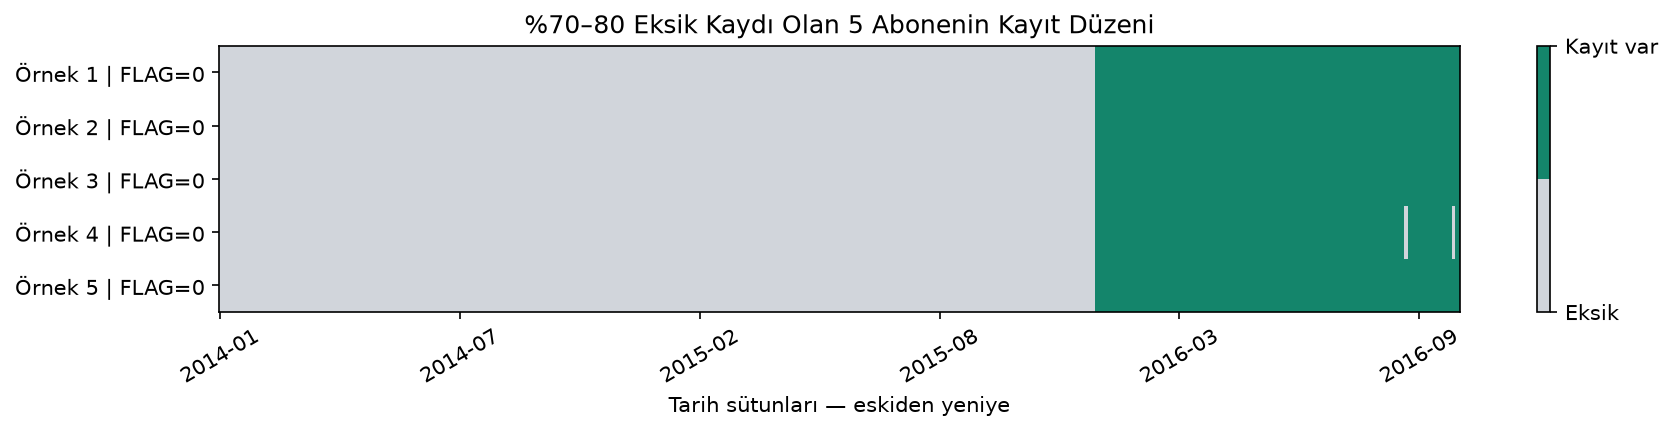 %70–80 Eksik Kaydı Olan 5 Abonenin Kayıt Düzeni
Örnek 1 | FLAG=0
Örnek 2 | FLAG=0
Örnek 3 | FLAG=0
Örnek 4 | FLAG=0
Örnek 5 | FLAG=0
2014-01
2014-07
2015-02
2015-08
2016-03
2016-09
Tarih sütunları — eskiden yeniye
Kayıt var
Eksik